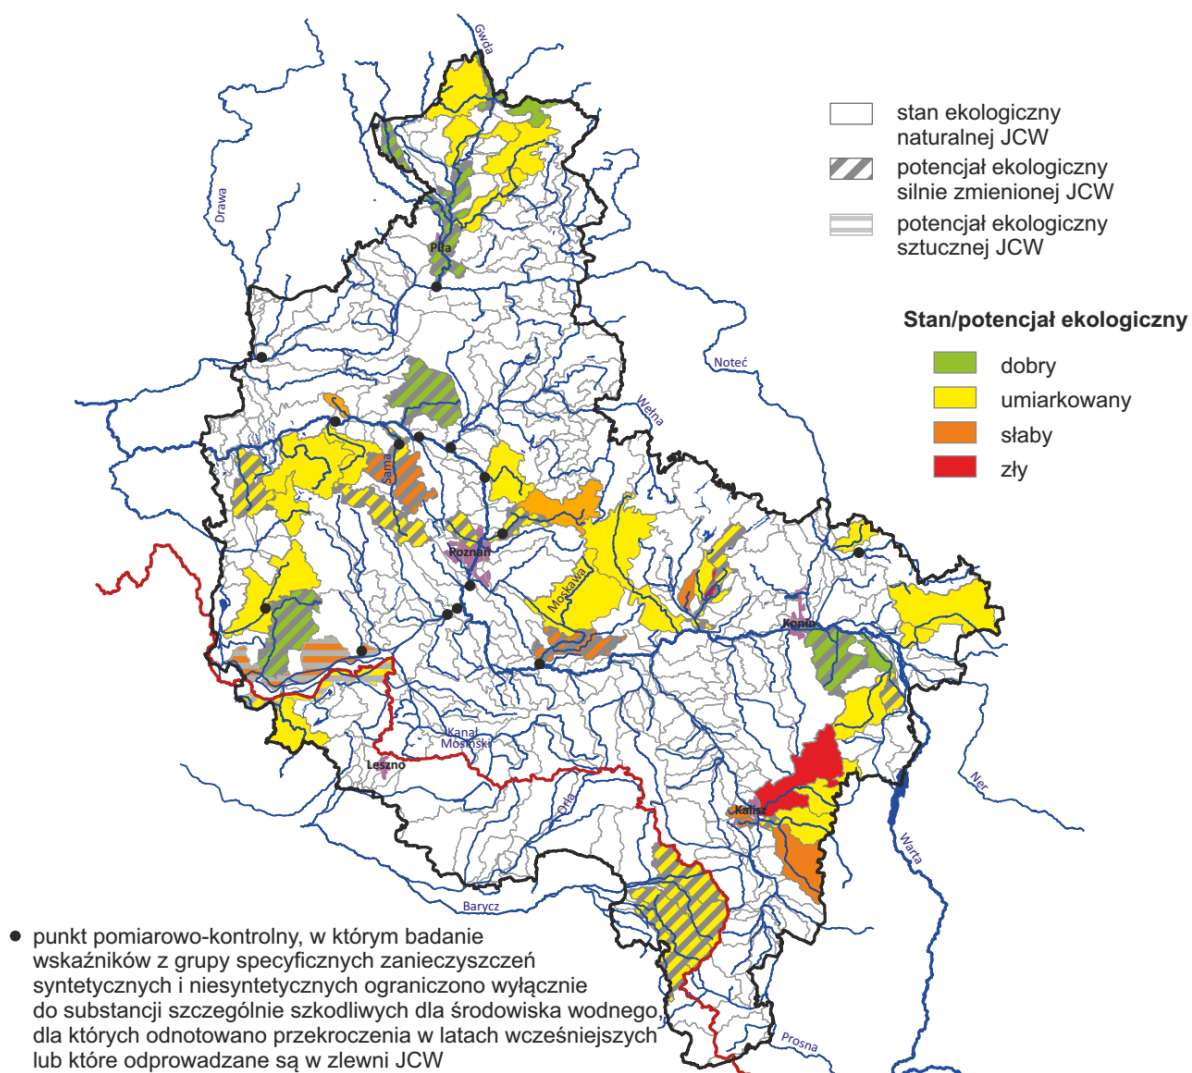 Gwda
Drawa
Piła
Noteć
Wełna
Sama
Poznań
Moskawa
Konin
Kanał
Mosiński
Leszno
Orla
Kalisz
Ner
Warta
Barycz
Prosna
stan ekologiczny
naturalnej JCW
potencjał ekologiczny
silnie zmienionej JCW
potencjał ekologiczny
sztucznej JCW
Stan/potencjał ekologiczny
dobry
umiarkowany
słaby
zły
punkt pomiarowo-kontrolny, w którym badanie
wskaźników z grupy specyficznych zanieczyszczeń
syntetycznych i niesyntetycznych ograniczono wyłącznie
do substancji szczególnie szkodliwych dla środowiska wodnego,
dla których odnotowano przekroczenia w latach wcześniejszych
lub które odprowadzane są w zlewni JCW